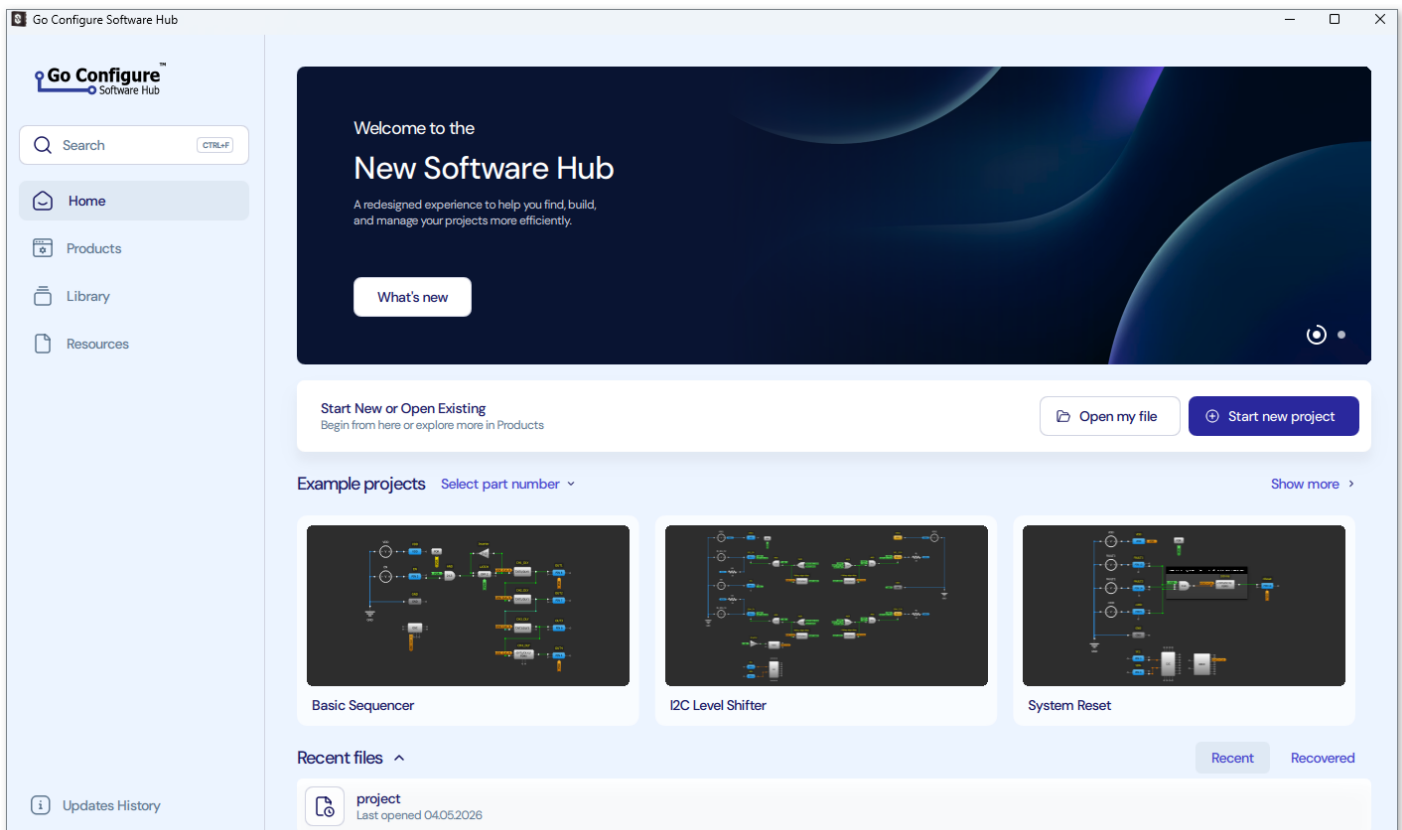 Go Configure Software Hub
Go Configure™
Software Hub
Search
CTRL+F
Home
Products
Library
Resources
Updates History
Welcome to the
New Software Hub
A redesigned experience to help you find, build,
and manage your projects more efficiently.
What's new
Start New or Open Existing
Begin from here or explore more in Products
Open my file
Start new project
Example projects
Select part number
Show more
Basic Sequencer
I2C Level Shifter
System Reset
Recent files
Recent
Recovered
project
Last opened 04.05.2026